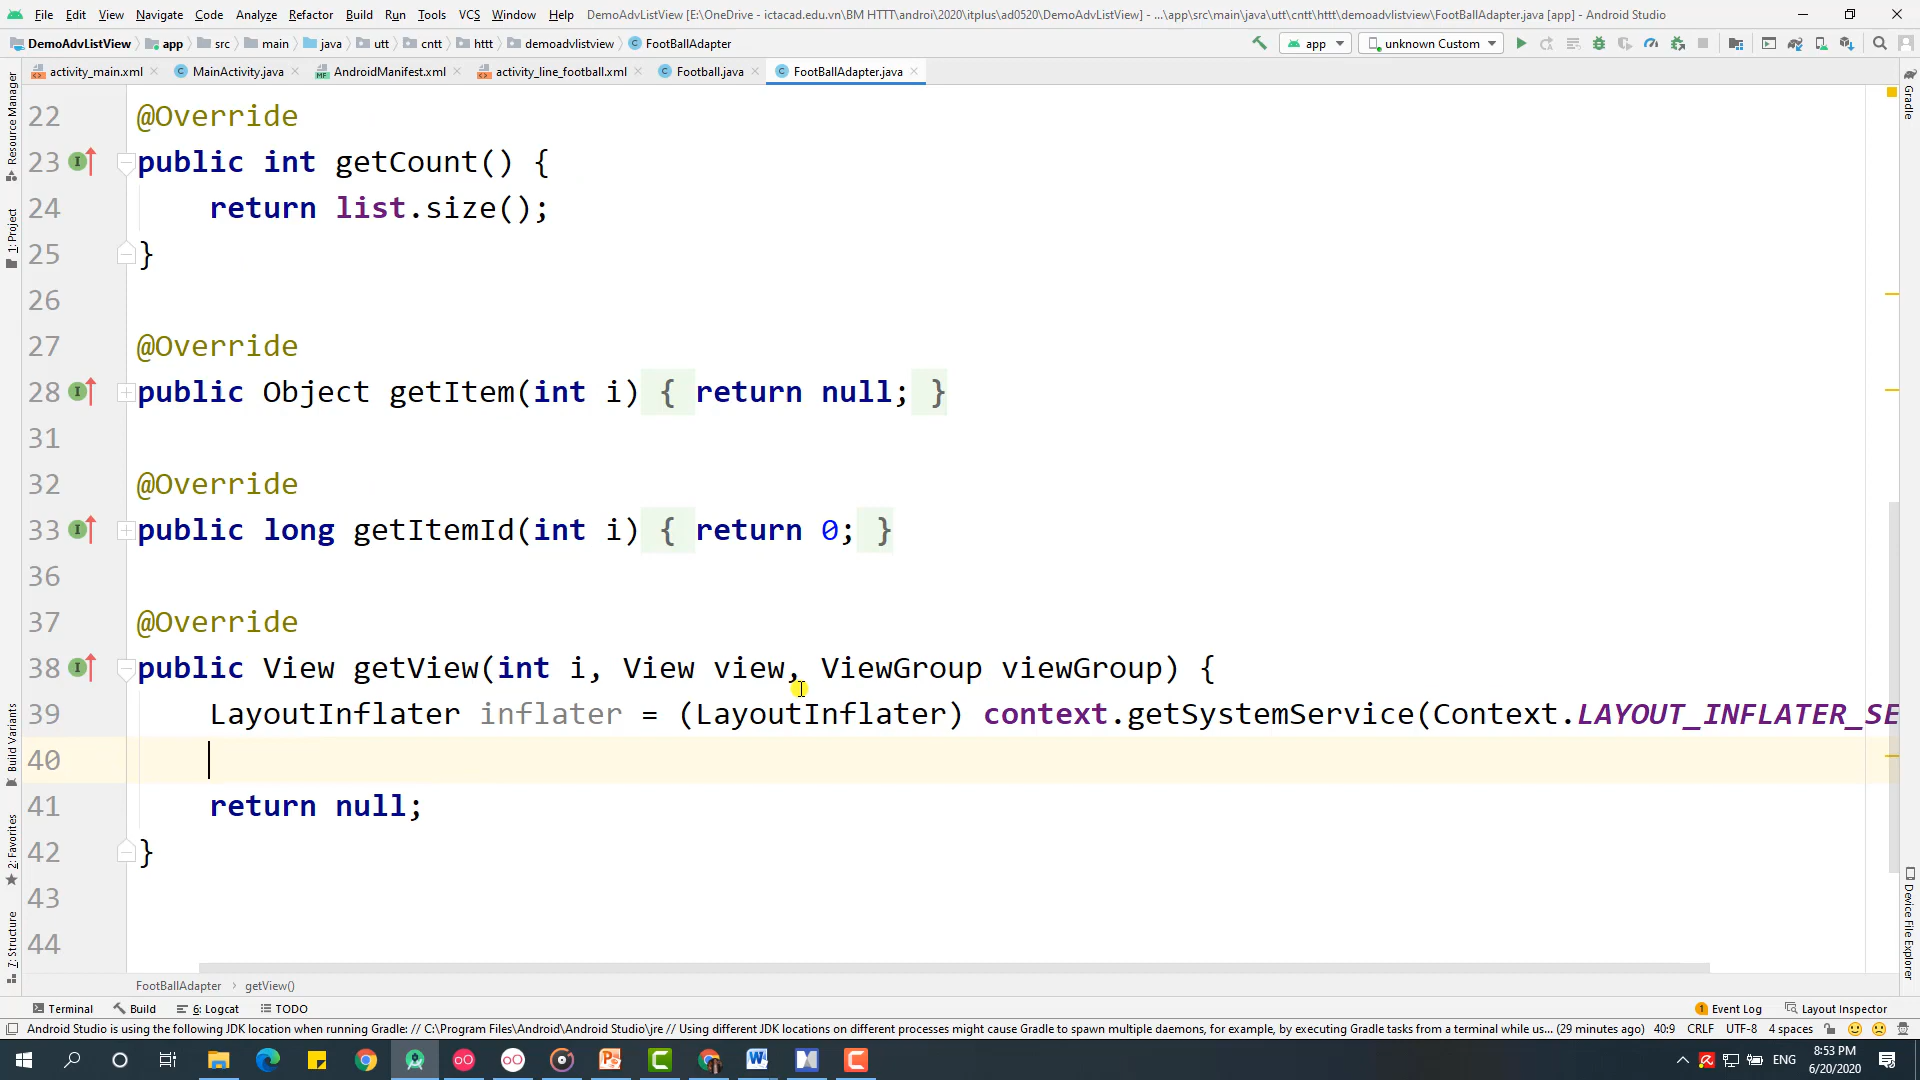 File Edit View Navigate Code Analyze Refactor Build Run Tools VCS Window Help DemoAdvListView [E:\OneDrive - ictacad.edu.vn\BM HTTT\androi\2020\itplus\ad0520\DemoAdvListView] - ...\app\src\main\java\utt\cntt\httt\demoadvlistview\FootBallAdapter.java [app] - Android Studio
DemoAdvListView app src main java utt cntt httt demoadvlistview FootBallAdapter app unknown Custom
activity_main.xml MainActivity.java AndroidManifest.xml activity_line_football.xml Football.java FootBallAdapter.java
Resource Manager
1: Project
Build Variants
2: Favorites
7: Structure
22 @Override
23 public int getCount() {
24 return list.size();
25 }
26
27 @Override
28 public Object getItem(int i) { return null; }
31
32 @Override
33 public long getItemId(int i) { return 0; }
36
37 @Override
38 public View getView(int i, View view, ViewGroup viewGroup) {
39 LayoutInflater inflater = (LayoutInflater) context.getSystemService(Context.LAYOUT_INFLATER_SE
40
41 return null;
42 }
43
44
Gradle
Device File Explorer
FootBallAdapter getView()
Terminal Build 6: Logcat TODO 1 Event Log Layout Inspector
Android Studio is using the following JDK location when running Gradle: // C:\Program Files\Android\Android Studio\jre // Using different JDK locations on different processes might cause Gradle to spawn multiple daemons, for example, by executing Gradle tasks from a terminal while us... (29 minutes ago) 40:9 CRLF UTF-8 4 spaces
ENG 8:53 PM
6/20/2020